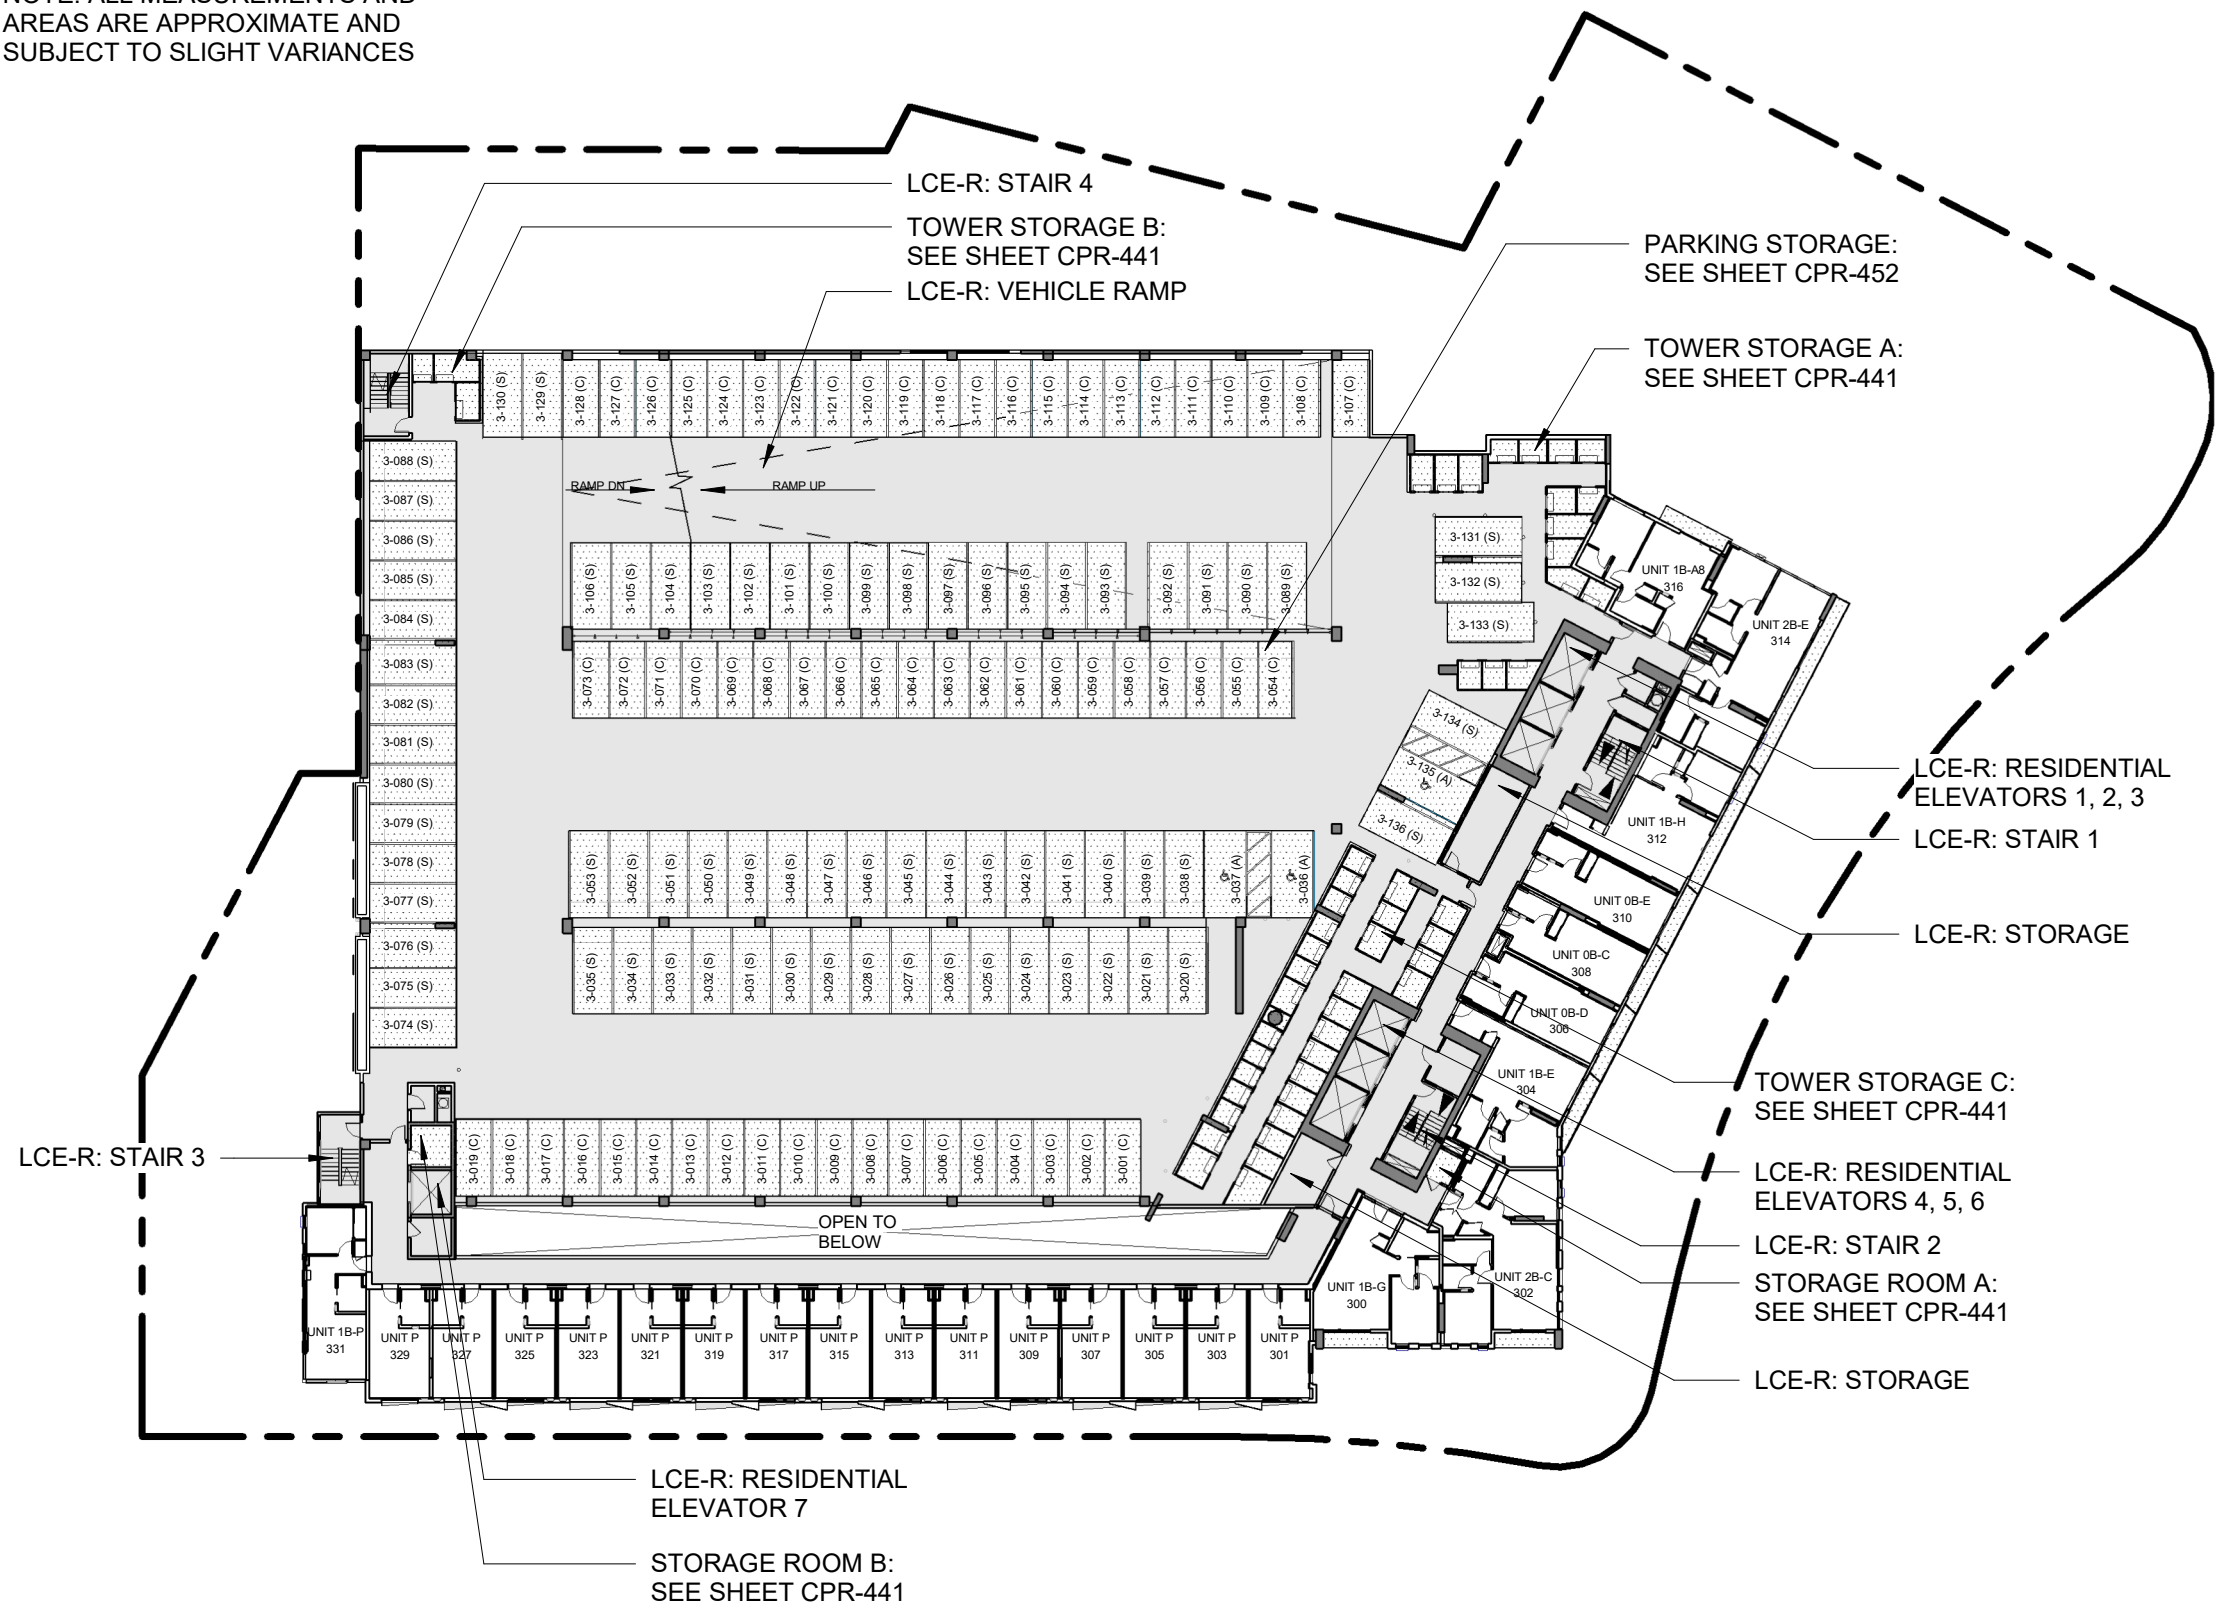 NOTE: ALL MEASUREMENTS AND
AREAS ARE APPROXIMATE AND
SUBJECT TO SLIGHT VARIANCES
LCE-R: STAIR 4
TOWER STORAGE B:
SEE SHEET CPR-441
LCE-R: VEHICLE RAMP
PARKING STORAGE:
SEE SHEET CPR-452
TOWER STORAGE A:
SEE SHEET CPR-441
3-130 (S)
3-129 (S)
3-128 (C)
3-127 (C)
3-126 (C)
3-125 (C)
3-124 (C)
3-123 (C)
3-122 (C)
3-121 (C)
3-120 (C)
3-119 (C)
3-118 (C)
3-117 (C)
3-116 (C)
3-115 (C)
3-114 (C)
3-113 (C)
3-112 (C)
3-111 (C)
3-110 (C)
3-109 (C)
3-108 (C)
3-107 (C)
3-088 (S)
3-087 (S)
3-086 (S)
3-085 (S)
3-084 (S)
3-083 (S)
3-082 (S)
3-081 (S)
3-080 (S)
3-079 (S)
3-078 (S)
3-077 (S)
3-076 (S)
3-075 (S)
3-074 (S)
RAMP DN
RAMP UP
3-106 (S)
3-105 (S)
3-104 (S)
3-103 (S)
3-102 (S)
3-101 (S)
3-100 (S)
3-099 (S)
3-098 (S)
3-097 (S)
3-096 (S)
3-095 (S)
3-094 (S)
3-093 (S)
3-092 (S)
3-091 (S)
3-090 (S)
3-089 (S)
3-073 (C)
3-072 (C)
3-071 (C)
3-070 (C)
3-069 (C)
3-068 (C)
3-067 (C)
3-066 (C)
3-065 (C)
3-064 (C)
3-063 (C)
3-062 (C)
3-061 (C)
3-060 (C)
3-059 (C)
3-058 (C)
3-057 (C)
3-056 (C)
3-055 (C)
3-054 (C)
3-131 (S)
3-132 (S)
3-133 (S)
3-134 (S)
3-135 (A)
3-136 (S)
3-053 (S)
3-052 (S)
3-051 (S)
3-050 (S)
3-049 (S)
3-048 (S)
3-047 (S)
3-046 (S)
3-045 (S)
3-044 (S)
3-043 (S)
3-042 (S)
3-041 (S)
3-040 (S)
3-039 (S)
3-038 (S)
3-037 (A)
3-036 (A)
3-035 (S)
3-034 (S)
3-033 (S)
3-032 (S)
3-031 (S)
3-030 (S)
3-029 (S)
3-028 (S)
3-027 (S)
3-026 (S)
3-025 (S)
3-024 (S)
3-023 (S)
3-022 (S)
3-021 (S)
3-020 (S)
3-019 (C)
3-018 (C)
3-017 (C)
3-016 (C)
3-015 (C)
3-014 (C)
3-013 (C)
3-012 (C)
3-011 (C)
3-010 (C)
3-009 (C)
3-008 (C)
3-007 (C)
3-006 (C)
3-005 (C)
3-004 (C)
3-003 (C)
3-002 (C)
3-001 (C)
UNIT 1B-A8
316
UNIT 2B-E
314
UNIT 1B-H
312
UNIT 0B-E
310
UNIT 0B-C
308
UNIT 0B-D
306
UNIT 1B-E
304
UNIT 2B-C
302
UNIT 1B-G
300
LCE-R: RESIDENTIAL
ELEVATORS 1, 2, 3
LCE-R: STAIR 1
LCE-R: STORAGE
TOWER STORAGE C:
SEE SHEET CPR-441
LCE-R: RESIDENTIAL
ELEVATORS 4, 5, 6
LCE-R: STAIR 2
STORAGE ROOM A:
SEE SHEET CPR-441
LCE-R: STORAGE
LCE-R: STAIR 3
OPEN TO
BELOW
UNIT 1B-P
331
UNIT P
329
UNIT P
327
UNIT P
325
UNIT P
323
UNIT P
321
UNIT P
319
UNIT P
317
UNIT P
315
UNIT P
313
UNIT P
311
UNIT P
309
UNIT P
307
UNIT P
305
UNIT P
303
UNIT P
301
LCE-R: RESIDENTIAL
ELEVATOR 7
STORAGE ROOM B:
SEE SHEET CPR-441